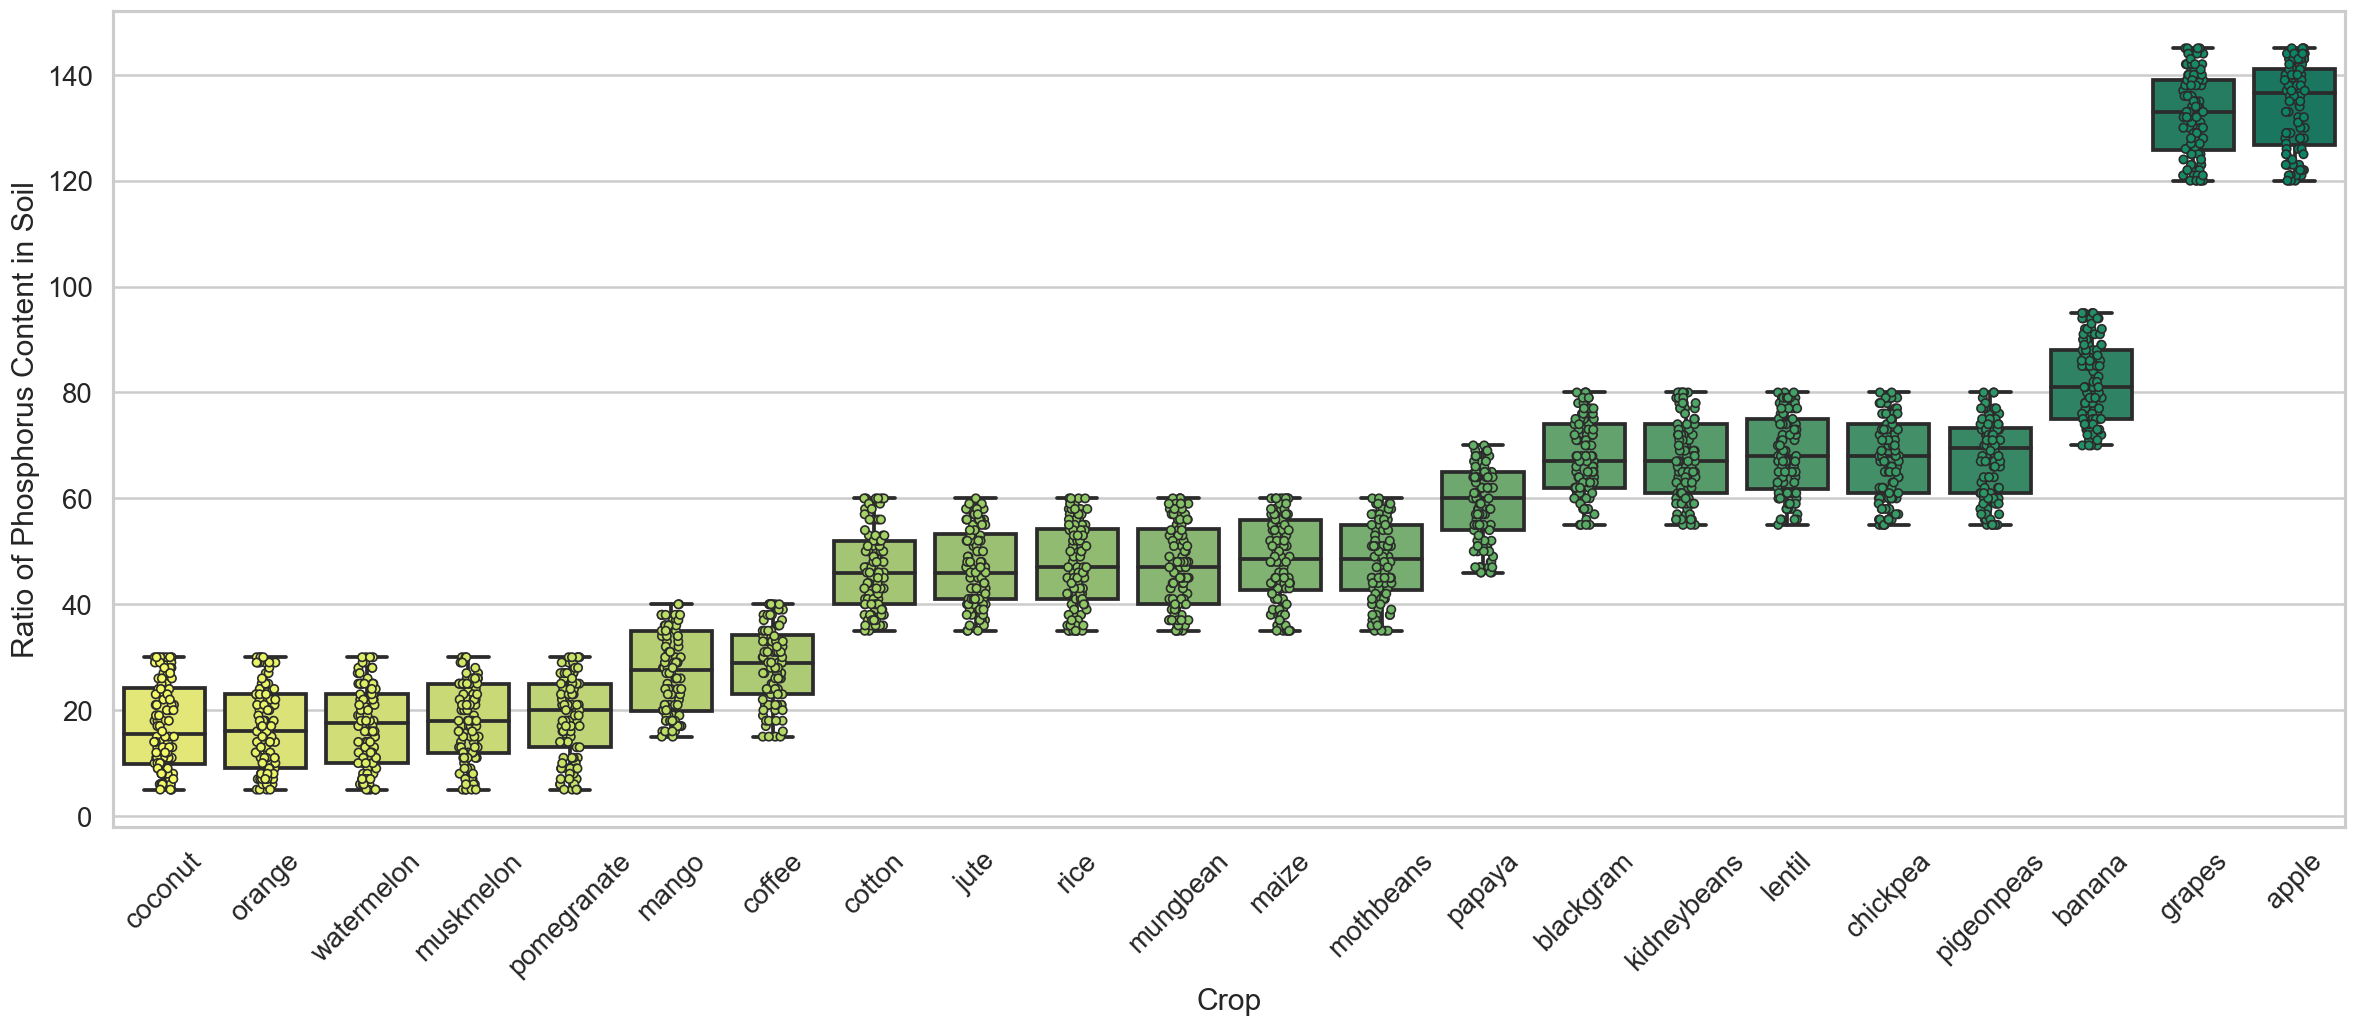 Ratio of Phosphorus Content in Soil
140
120
100
80
60
40
20
0
coconut
orange
watermelon
muskmelon
pomegranate
mango
coffee
cotton
jute
rice
mungbean
maize
mothbeans
papaya
blackgram
kidneybeans
lentil
chickpea
pigeonpeas
banana
grapes
apple
Crop